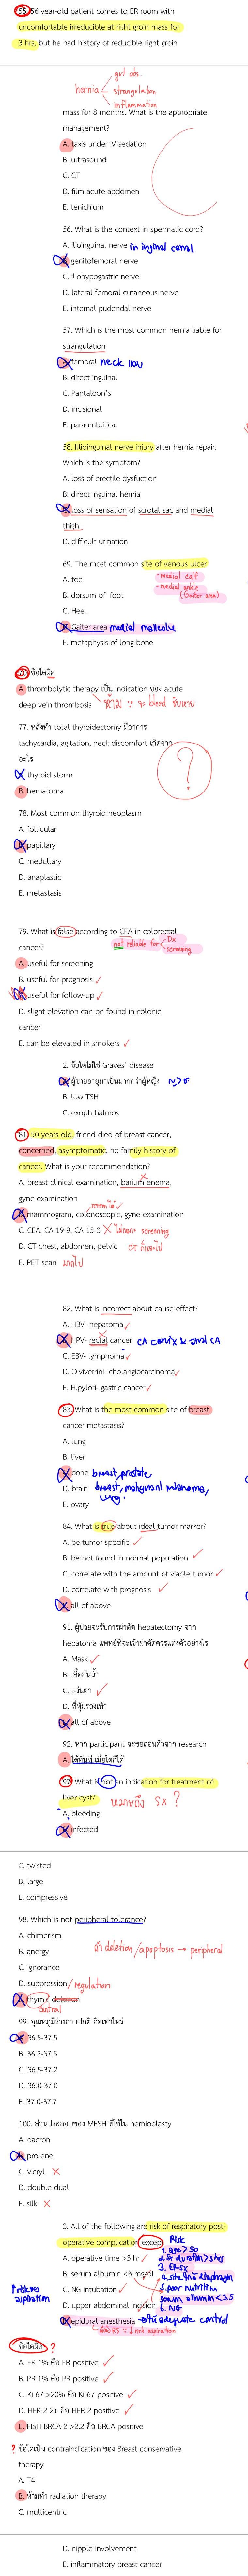 55. 56 year-old patient comes to ER room with
uncomfortable irreducible at right groin mass for
3 hrs, but he had history of reducible right groin
hernia
gut obs
strangulation
inflammation
mass for 8 months. What is the appropriate
management?
A. taxis under IV sedation
B. ultrasound
C. CT
D. film acute abdomen
E. tenichium
56. What is the context in spermatic cord?
A. ilioinguinal nerve in inginal canal
genitofemoral nerve
C. iliohypogastric nerve
D. lateral femoral cutaneous nerve
E. internal pudendal nerve
57. Which is the most common hernia liable for
strangulation
femoral neck แคบ
B. direct inguinal
C. Pantaloon's
D. incisional
E. paraumblilical
58. Illioinguinal nerve injury after hernia repair.
Which is the symptom?
A. loss of erectile dysfuction
B. direct inguinal hernia
loss of sensation of scrotal sac and medial
thigh
D. difficult urination
69. The most common site of venous ulcer
A. toe
- medial calf
B. dorsum of foot
- medial ankle
(Gaiter area)
C. Heel
Gaiter area medial malleolus
E. metaphysis of long bone
ข้อใดผิด
A. thrombolytic therapy เป็น indication ของ acute
deep vein thrombosis
77. หลังทำ total thyroidectomy มีอาการ
tachycardia, agitation, neck discomfort เกิดจาก
อะไร
thyroid storm
?
B. hematoma
78. Most common thyroid neoplasm
A. follicular
papillary
C. medullary
D. anaplastic
E. metastasis
79. What is false according to CEA in colorectal
cancer?
not reliable for Dx
screening
A. useful for screening
B. useful for prognosis ✓
useful for follow-up ✓
D. slight elevation can be found in colonic
cancer
E. can be elevated in smokers ✓
2. ข้อใดไม่ใช่ Graves' disease
ผู้ชายอายุมาเป็นมากกว่าผู้หญิง ญ>ช
B. low TSH
C. exophthalmos
81. 50 years old, friend died of breast cancer,
concerned, asymptomatic, no family history of
cancer. What is your recommendation?
A. breast clinical examination, barium enema,
gyne examination
mammogram, colonoscopic, gyne examination
C. CEA, CA 19-9, CA 15-3 X ไม่เหมาะ screening
D. CT chest, abdomen, pelvic
E. PET scan
82. What is incorrect about cause-effect?
A. HBV- hepatoma ✓
HPV- rectal cancer CA cervix & anal CA
C. EBV- lymphoma ✓
D. O.viverrini- cholangiocarcinoma ✓
E. H.pylori- gastric cancer ✓
83. What is the most common site of breast
cancer metastasis?
A. lung
B. liver
bone breast, prostate
D. brain breast, malignant melanoma,
lung
E. ovary
84. What is true about ideal tumor marker?
A. be tumor-specific ✓
B. be not found in normal population ✓
C. correlate with the amount of viable tumor ✓
D. correlate with prognosis ✓
all of above
91. ผู้ป่วยจะรับการผ่าตัด hepatectomy จาก
hepatoma แพทย์ที่จะเข้าผ่าตัดควรแต่งตัวอย่างไร
A. Mask ✓
B. เสื้อกันน้ำ
C. แว่นตา ✓
D. ที่หุ้มรองเท้า
all of above
92. หาก participant จะขอถอนตัวจาก research
A. ได้ทันที เมื่อใดก็ได้
97. What is not an indication for treatment of
liver cyst? หมายถึง sx ?
A. bleeding
infected
C. twisted
D. large
E. compressive
98. Which is not peripheral tolerance?
A. chimerism
B. anergy
ถ้า deletion/apoptosis → peripheral
C. ignorance
D. suppression / regulation
thymic deletion
central
99. อุณหภูมิร่างกายปกติ คือเท่าไหร่
36.5-37.5
B. 36.2-37.5
C. 36.5-37.2
D. 36.0-37.0
E. 37.0-37.7
100. ส่วนประกอบของ MESH ที่ใช้ใน hernioplasty
A. dacron
prolene
C. vicryl X
D. double dual
E. silk X
3. All of the following are risk of respiratory post-
operative complication excep
Risk
1. age > 50
A. operative time >3 hr ✓
2. Sx duration > 3 hrs
B. serum albumin <3 mg/dL
3. ER-sx
4. site ใกล้ diaphragm
C. NG intubation ✓
5. poor nutrition
D. upper abdominal incision
serum albumin < 3.5
6. NG
↑ risk ของ aspiration
epidural anesthesia
ข้อใดผิด ?
A. ER 1% คือ ER positive ✓
B. PR 1% คือ PR positive ✓
C. Ki-67 >20% คือ Ki-67 positive ✓
D. HER-2 2+ คือ HER-2 positive ✓
E. FISH BRCA-2 >2.2 คือ BRCA positive
? ข้อใดเป็น contraindication ของ Breast conservative
therapy
A. T4
B. ห้ามทำ radiation therapy
C. multicentric
D. nipple involvement
E. inflammatory breast cancer